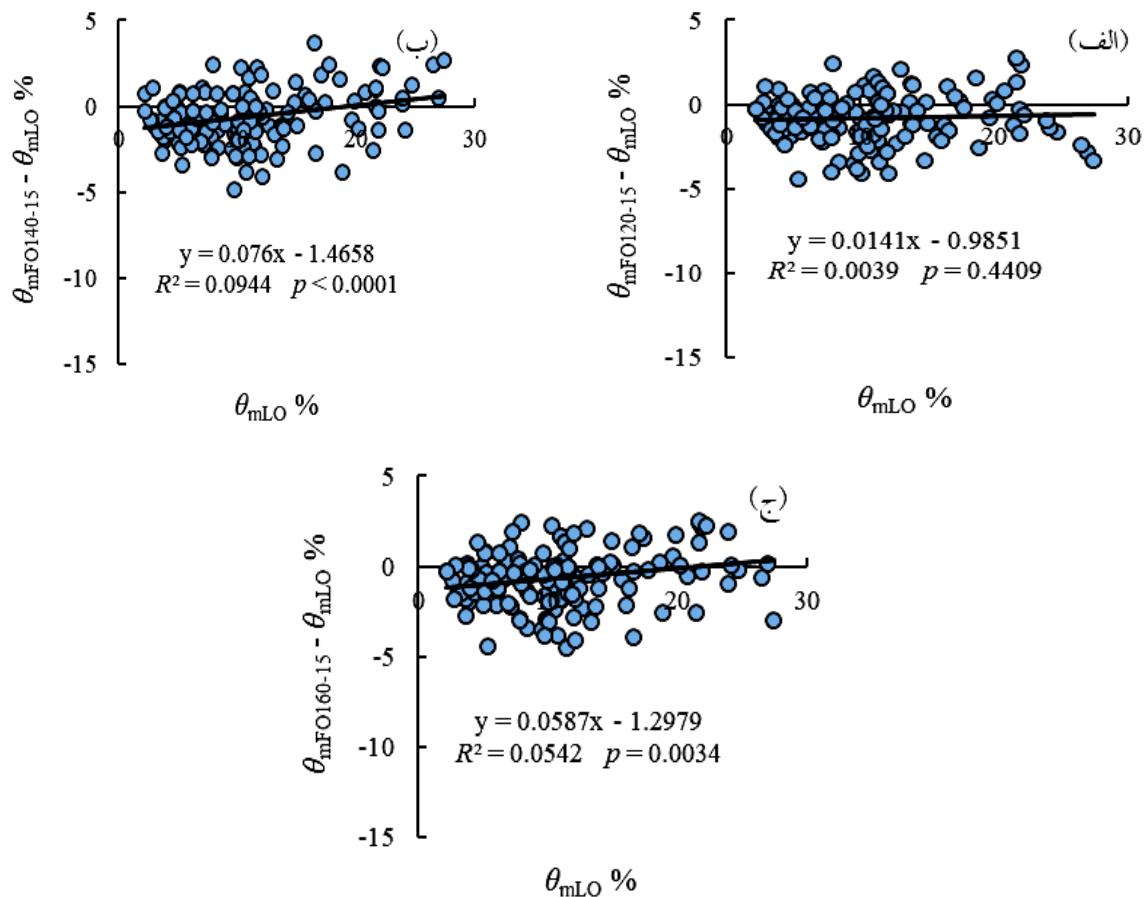 (الف)
5
0
-5
-10
-15
0
10
20
30
θmFO120-15 - θmLO %
y = 0.0141x - 0.9851
R² = 0.0039 p = 0.4409
θmLO %
(ب)
5
0
-5
-10
-15
0
10
20
30
θmFO140-15 - θmLO %
y = 0.076x - 1.4658
R² = 0.0944 p < 0.0001
θmLO %
(ج)
5
0
-5
-10
-15
0
10
20
30
θmFO160-15 - θmLO %
y = 0.0587x - 1.2979
R² = 0.0542 p = 0.0034
θmLO %